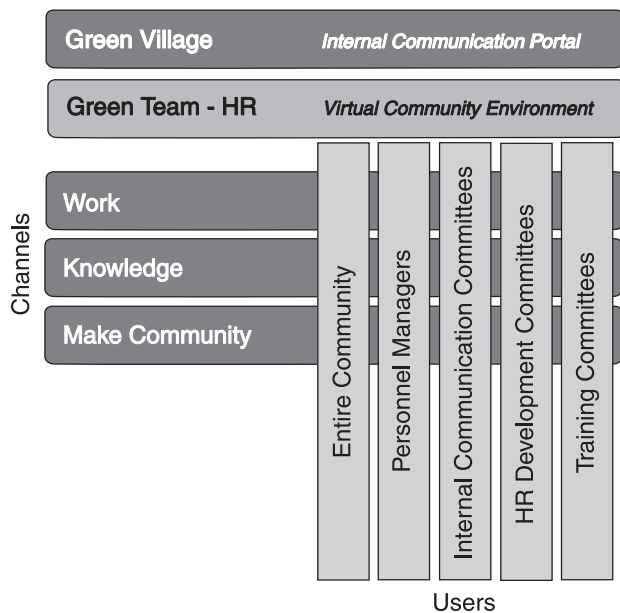 Green Village Internal Communication Portal
Green Team - HR Virtual Community Environment
Channels
Work
Knowledge
Make Community
Entire Community
Personnel Managers
Internal Communication Committees
HR Development Committees
Training Committees
Users